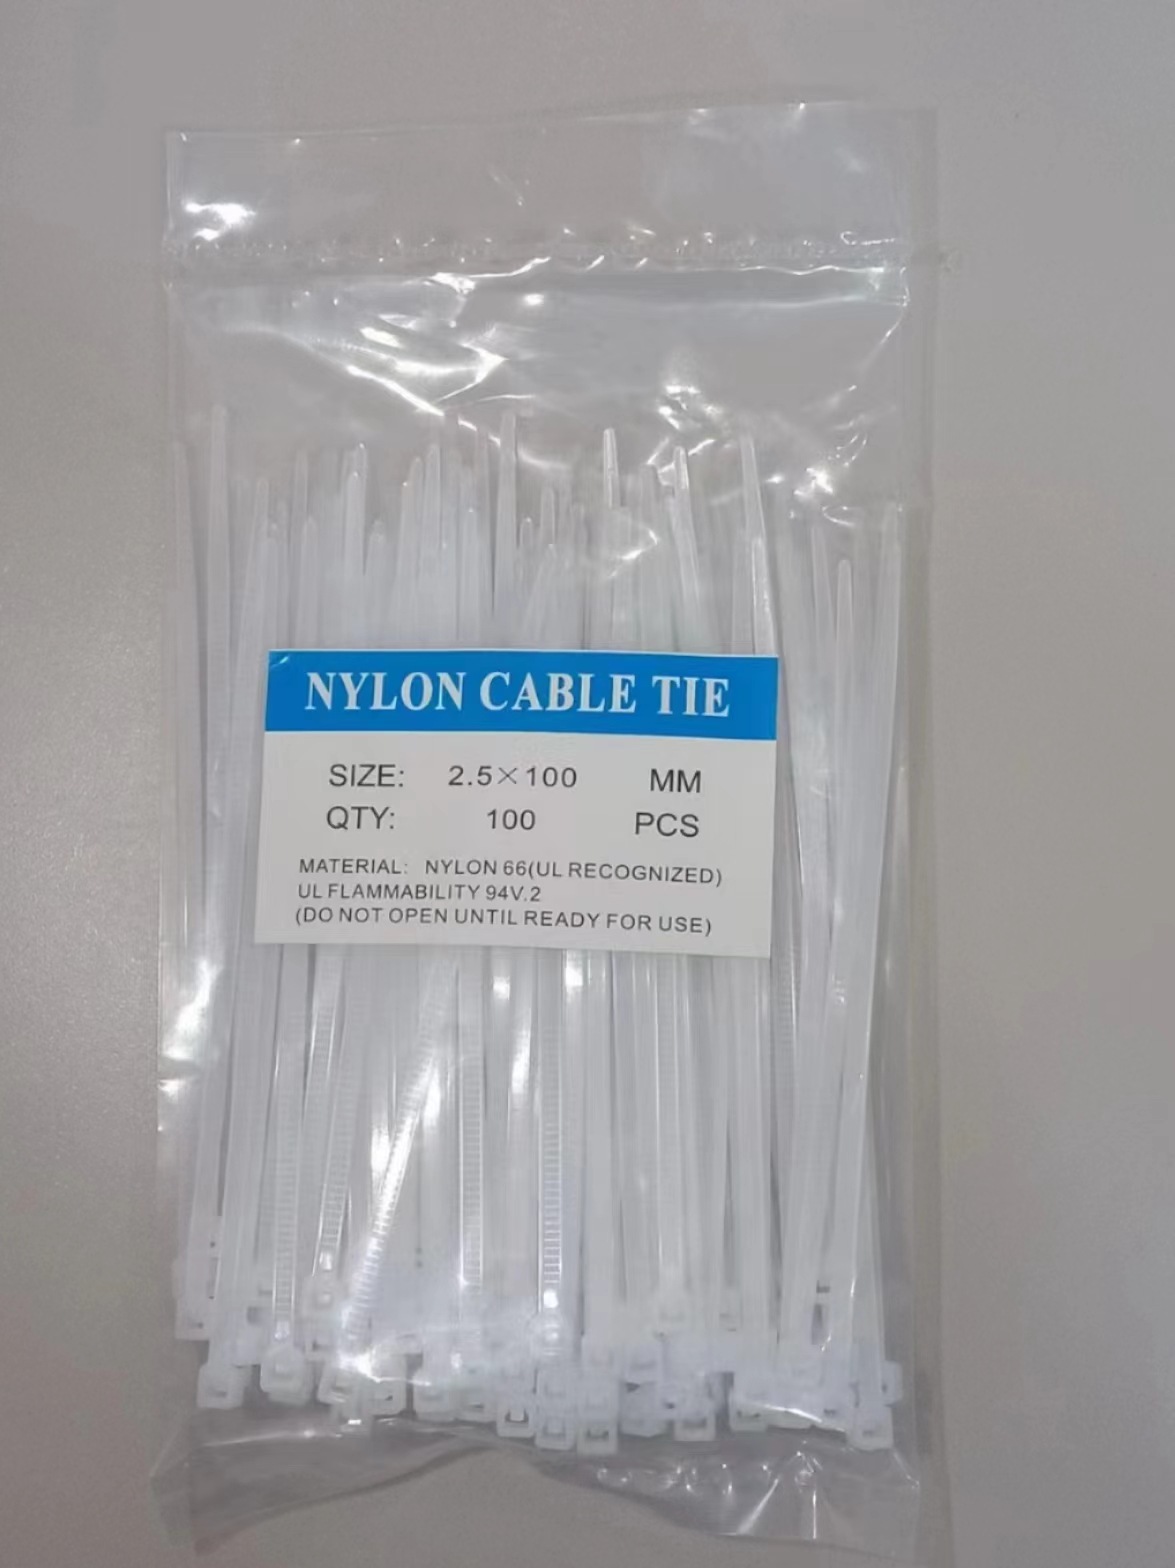 NYLON CABLE TIE
SIZE: 2.5×100 MM
QTY: 100 PCS
MATERIAL: NYLON 66(UL RECOGNIZED)
UL FLAMMABILITY 94V.2
(DO NOT OPEN UNTIL READY FOR USE)